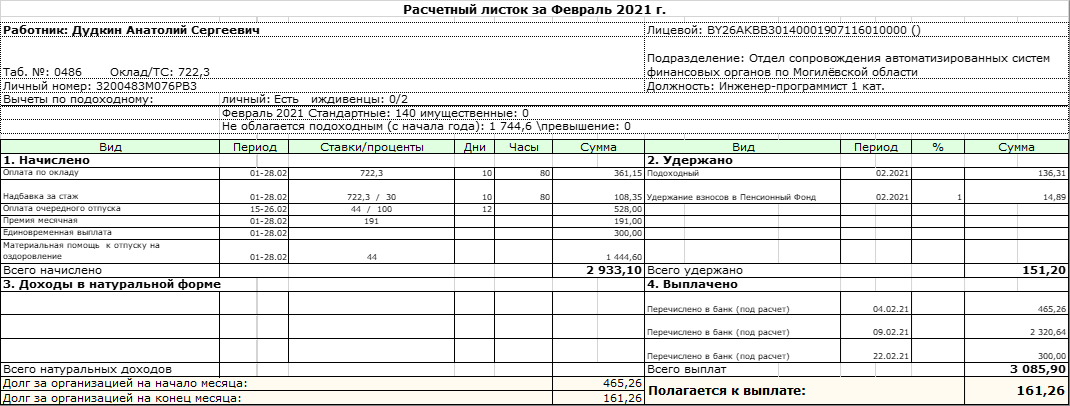 Расчетный листок за Февраль 2021 г.
Работник: Дудкин Анатолий Сергеевич Лицевой: BY26AKBB30140001907116010000 ()
Подразделение: Отдел сопровождения автоматизированных систем
Таб. №: 0486 Оклад/ТС: 722,3 финансовых органов по Могилёвской области
Личный номер: 3200483M076PB3 Должность: Инженер-программист 1 кат.
Вычеты по подоходному: личный: Есть иждивенцы: 0/2
Февраль 2021 Стандартные: 140 имущественные: 0
Не облагается подоходным (с начала года): 1 744,6 \превышение: 0
Вид Период Ставки/проценты Дни Часы Сумма Вид Период % Сумма
1. Начислено 2. Удержано
Оплата по окладу 01-28.02 722,3 10 80 361,15 Подоходный 02.2021 136,31
Надбавка за стаж 01-28.02 722,3 / 30 10 80 108,35 Удержание взносов в Пенсионный Фонд 02.2021 1 14,89
Оплата очередного отпуска 15-26.02 44 / 100 12 528,00
Премия месячная 01-28.02 191 191,00
Единовременная выплата 01-28.02 300,00
Материальная помощь к отпуску на
оздоровление 01-28.02 44 1 444,60
Всего начислено 2 933,10 Всего удержано 151,20
3. Доходы в натуральной форме 4. Выплачено
Перечислено в банк (под расчет) 04.02.21 465,26
Перечислено в банк (под расчет) 09.02.21 2 320,64
Перечислено в банк (под расчет) 22.02.21 300,00
Всего натуральных доходов Всего выплат 3 085,90
Долг за организацией на начало месяца: 465,26 Полагается к выплате: 161,26
Долг за организацией на конец месяца: 161,26